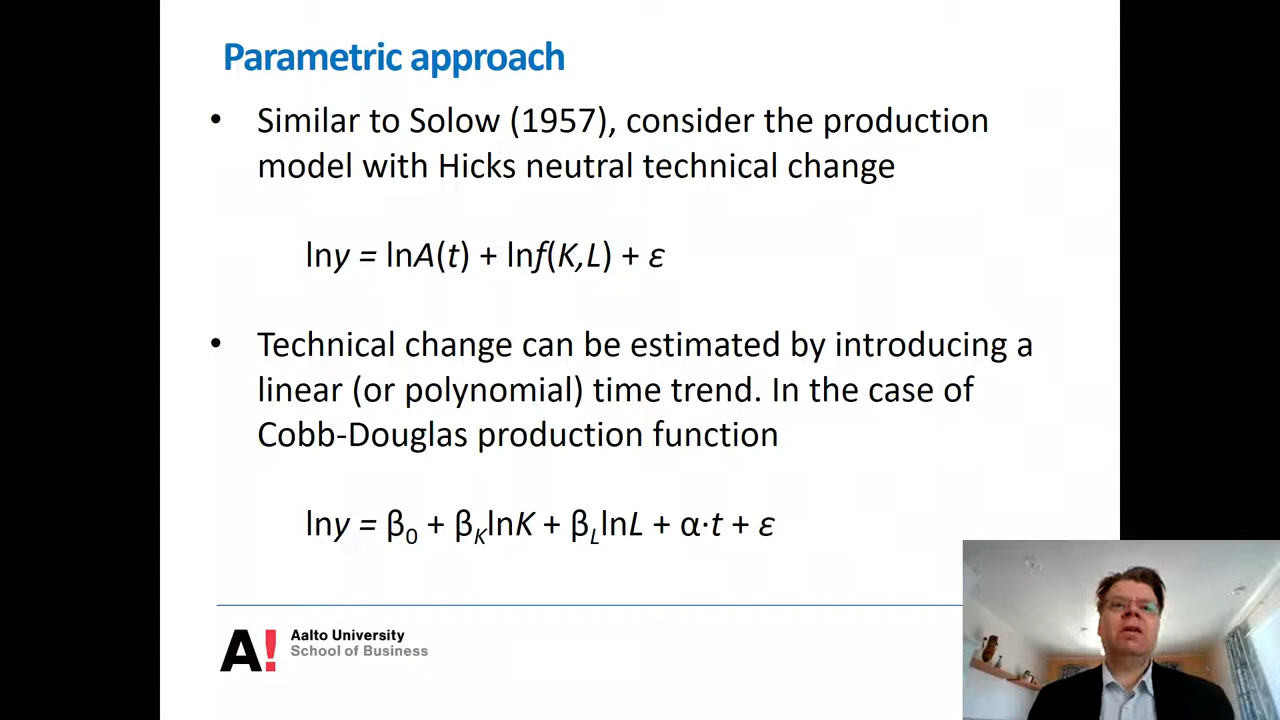 Parametric approach
• Similar to Solow (1957), consider the production
model with Hicks neutral technical change
lny = lnA(t) + lnf(K,L) + ε
• Technical change can be estimated by introducing a
linear (or polynomial) time trend. In the case of
Cobb-Douglas production function
lny = β₀ + β_KlnK + β_LlnL + α·t + ε
A! Aalto University
School of Business